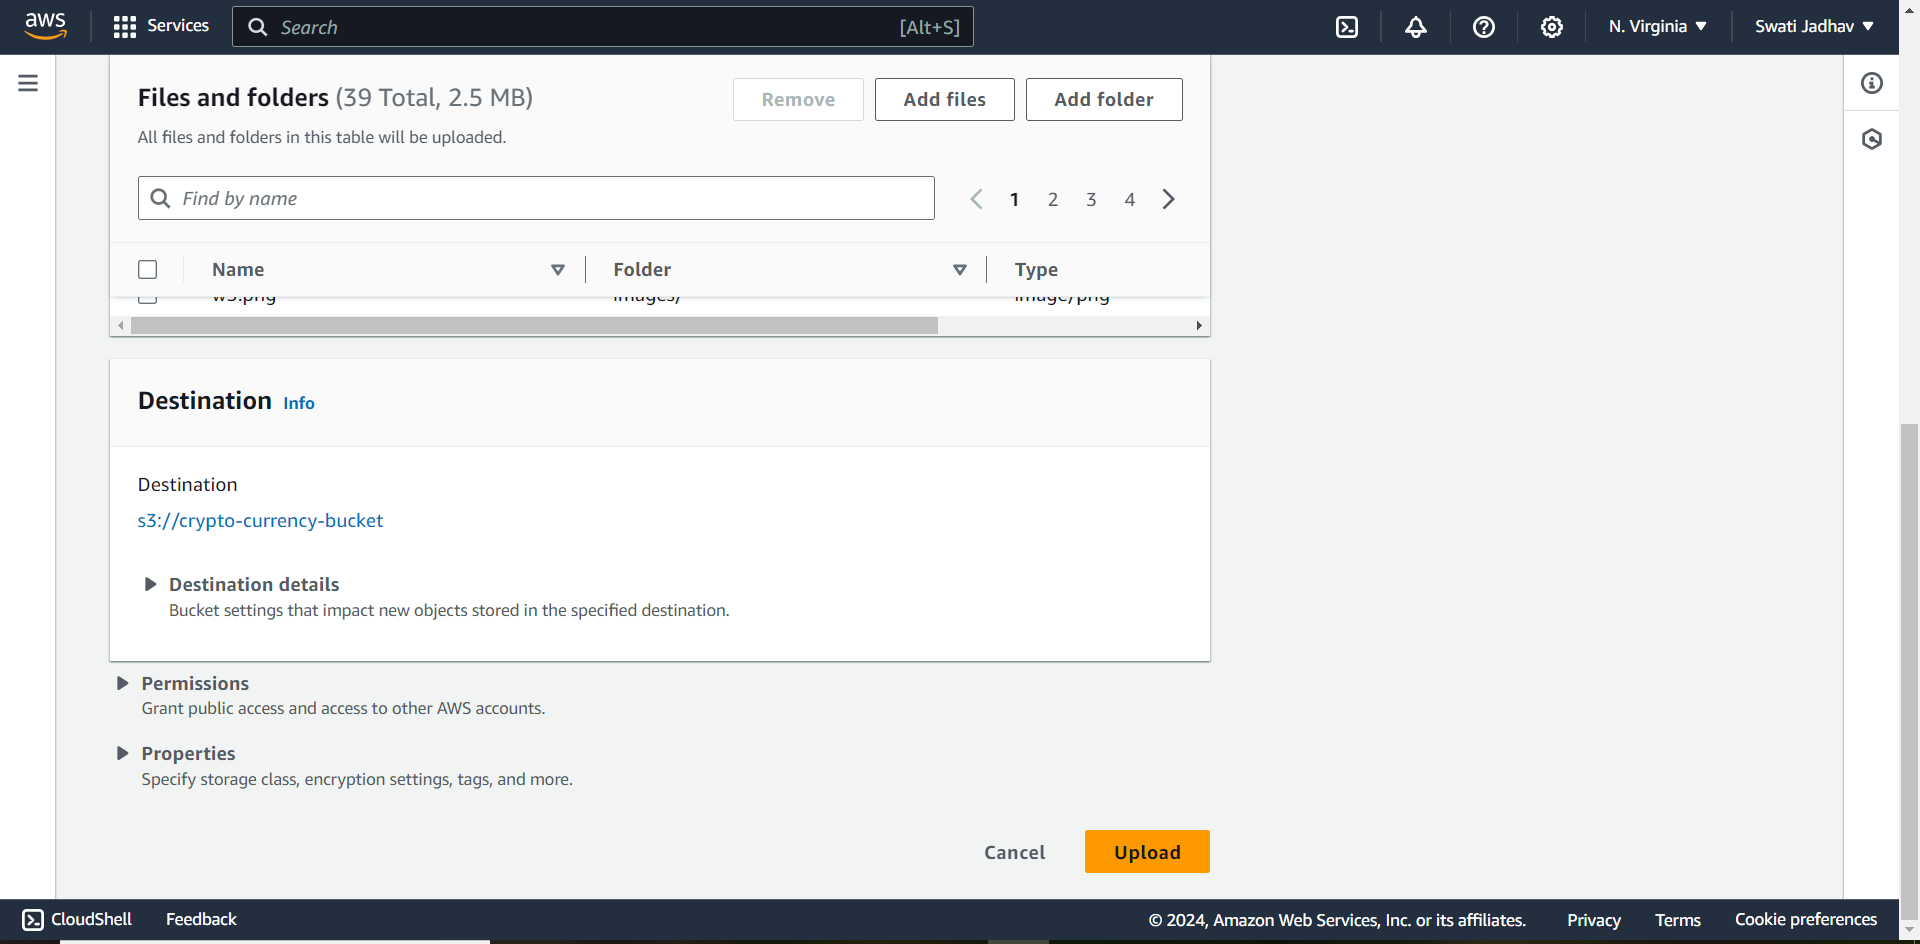 aws Services Search [Alt+S] N. Virginia Swati Jadhav
Files and folders (39 Total, 2.5 MB) Remove Add files Add folder
All files and folders in this table will be uploaded.
Find by name 1 2 3 4
Name Folder Type
images/ image/png
Destination Info
Destination
s3://crypto-currency-bucket
Destination details
Bucket settings that impact new objects stored in the specified destination.
Permissions
Grant public access and access to other AWS accounts.
Properties
Specify storage class, encryption settings, tags, and more.
Cancel Upload
CloudShell Feedback © 2024, Amazon Web Services, Inc. or its affiliates. Privacy Terms Cookie preferences